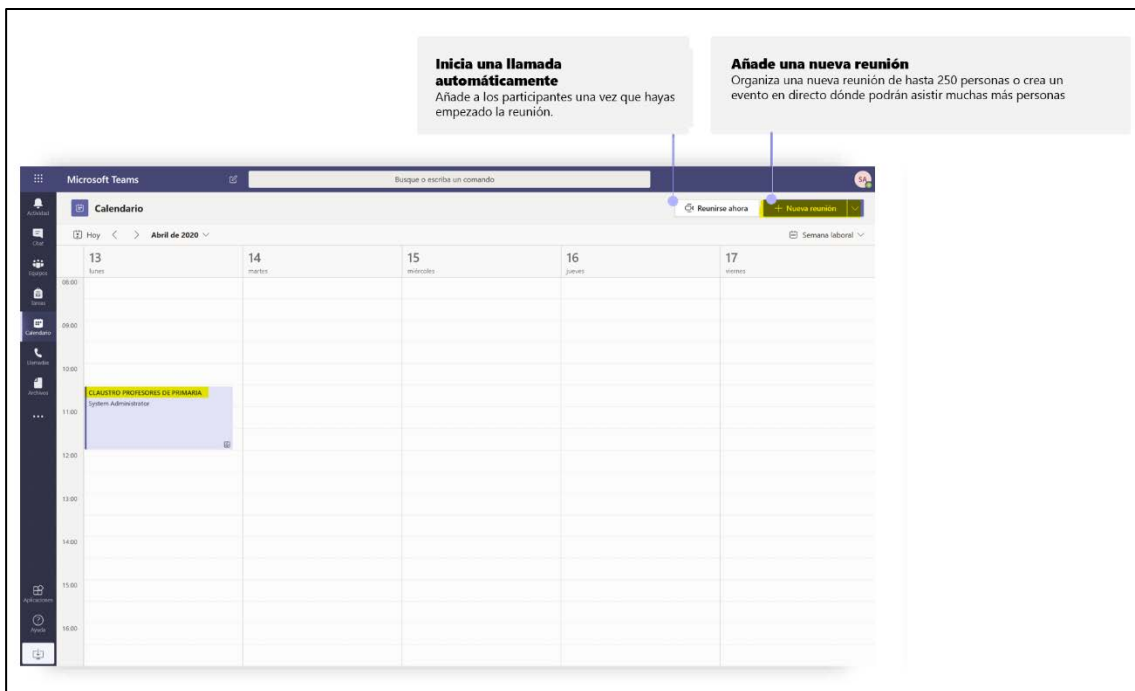 Inicia una llamada
automáticamente
Añade a los participantes una vez que hayas
empezado la reunión.
Añade una nueva reunión
Organiza una nueva reunión de hasta 250 personas o crea un
evento en directo dónde podrán asistir muchas más personas
Microsoft Teams
Busque o escriba un comando
SA
Actividad
Chat
Equipos
Tareas
Calendario
Llamadas
Archivos
...
Aplicaciones
Ayuda
Calendario
Reunirse ahora
+ Nueva reunión
Hoy < > Abril de 2020
Semana laboral
13
lunes
14
martes
15
miércoles
16
jueves
17
viernes
08:00
09:00
10:00
CLAUSTRO PROFESORES DE PRIMARIA
System Administrator
11:00
12:00
13:00
14:00
15:00
16:00